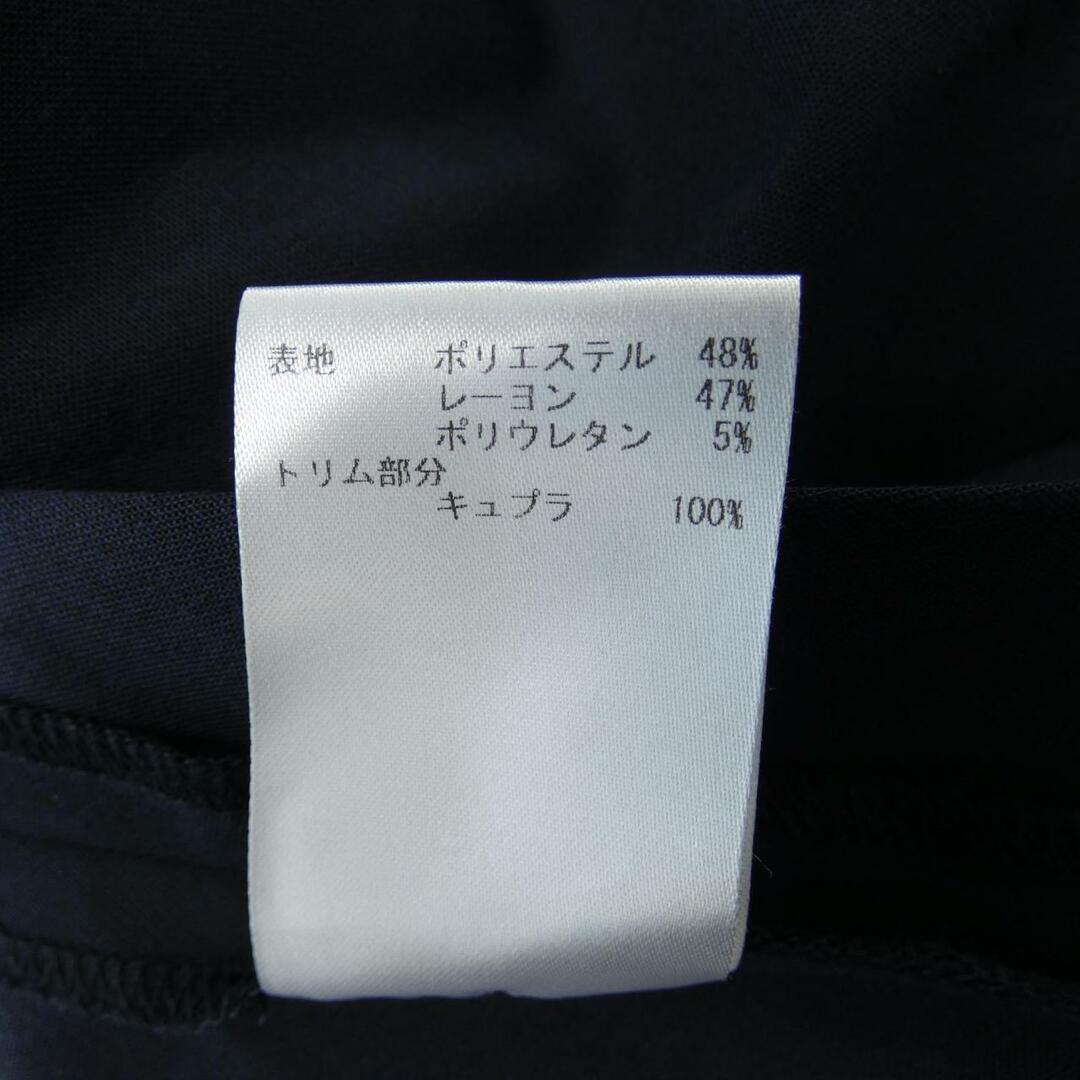 表地 ポリエステル 48%
レーヨン 47%
ポリウレタン 5%
トリム部分
キュプラ 100%